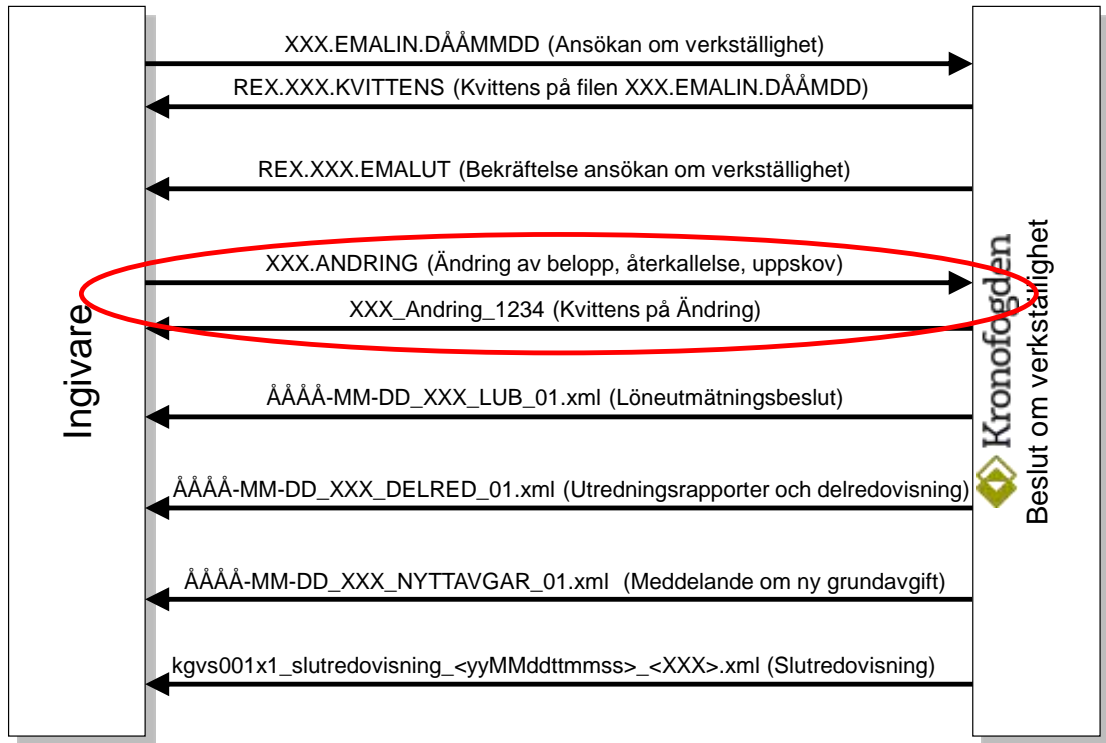 XXX.EMALIN.DÅÅMMDD (Ansökan om verkställighet)
REX.XXX.KVITTENS (Kvittens på filen XXX.EMALIN.DÅÅMDD)
REX.XXX.EMALUT (Bekräftelse ansökan om verkställighet)
XXX.ANDRING (Ändring av belopp, återkallelse, uppskov)
XXX_Andring_1234 (Kvittens på Ändring)
ÅÅÅÅ-MM-DD_XXX_LUB_01.xml (Löneutmätningsbeslut)
ÅÅÅÅ-MM-DD_XXX_DELRED_01.xml (Utredningsrapporter och delredovisning)
ÅÅÅÅ-MM-DD_XXX_NYTTAVGAR_01.xml (Meddelande om ny grundavgift)
kgvs001x1_slutredovisning_<yyMMddttmmss>_<XXX>.xml (Slutredovisning)
Ingivare
Kronofogden
Beslut om verkställighet